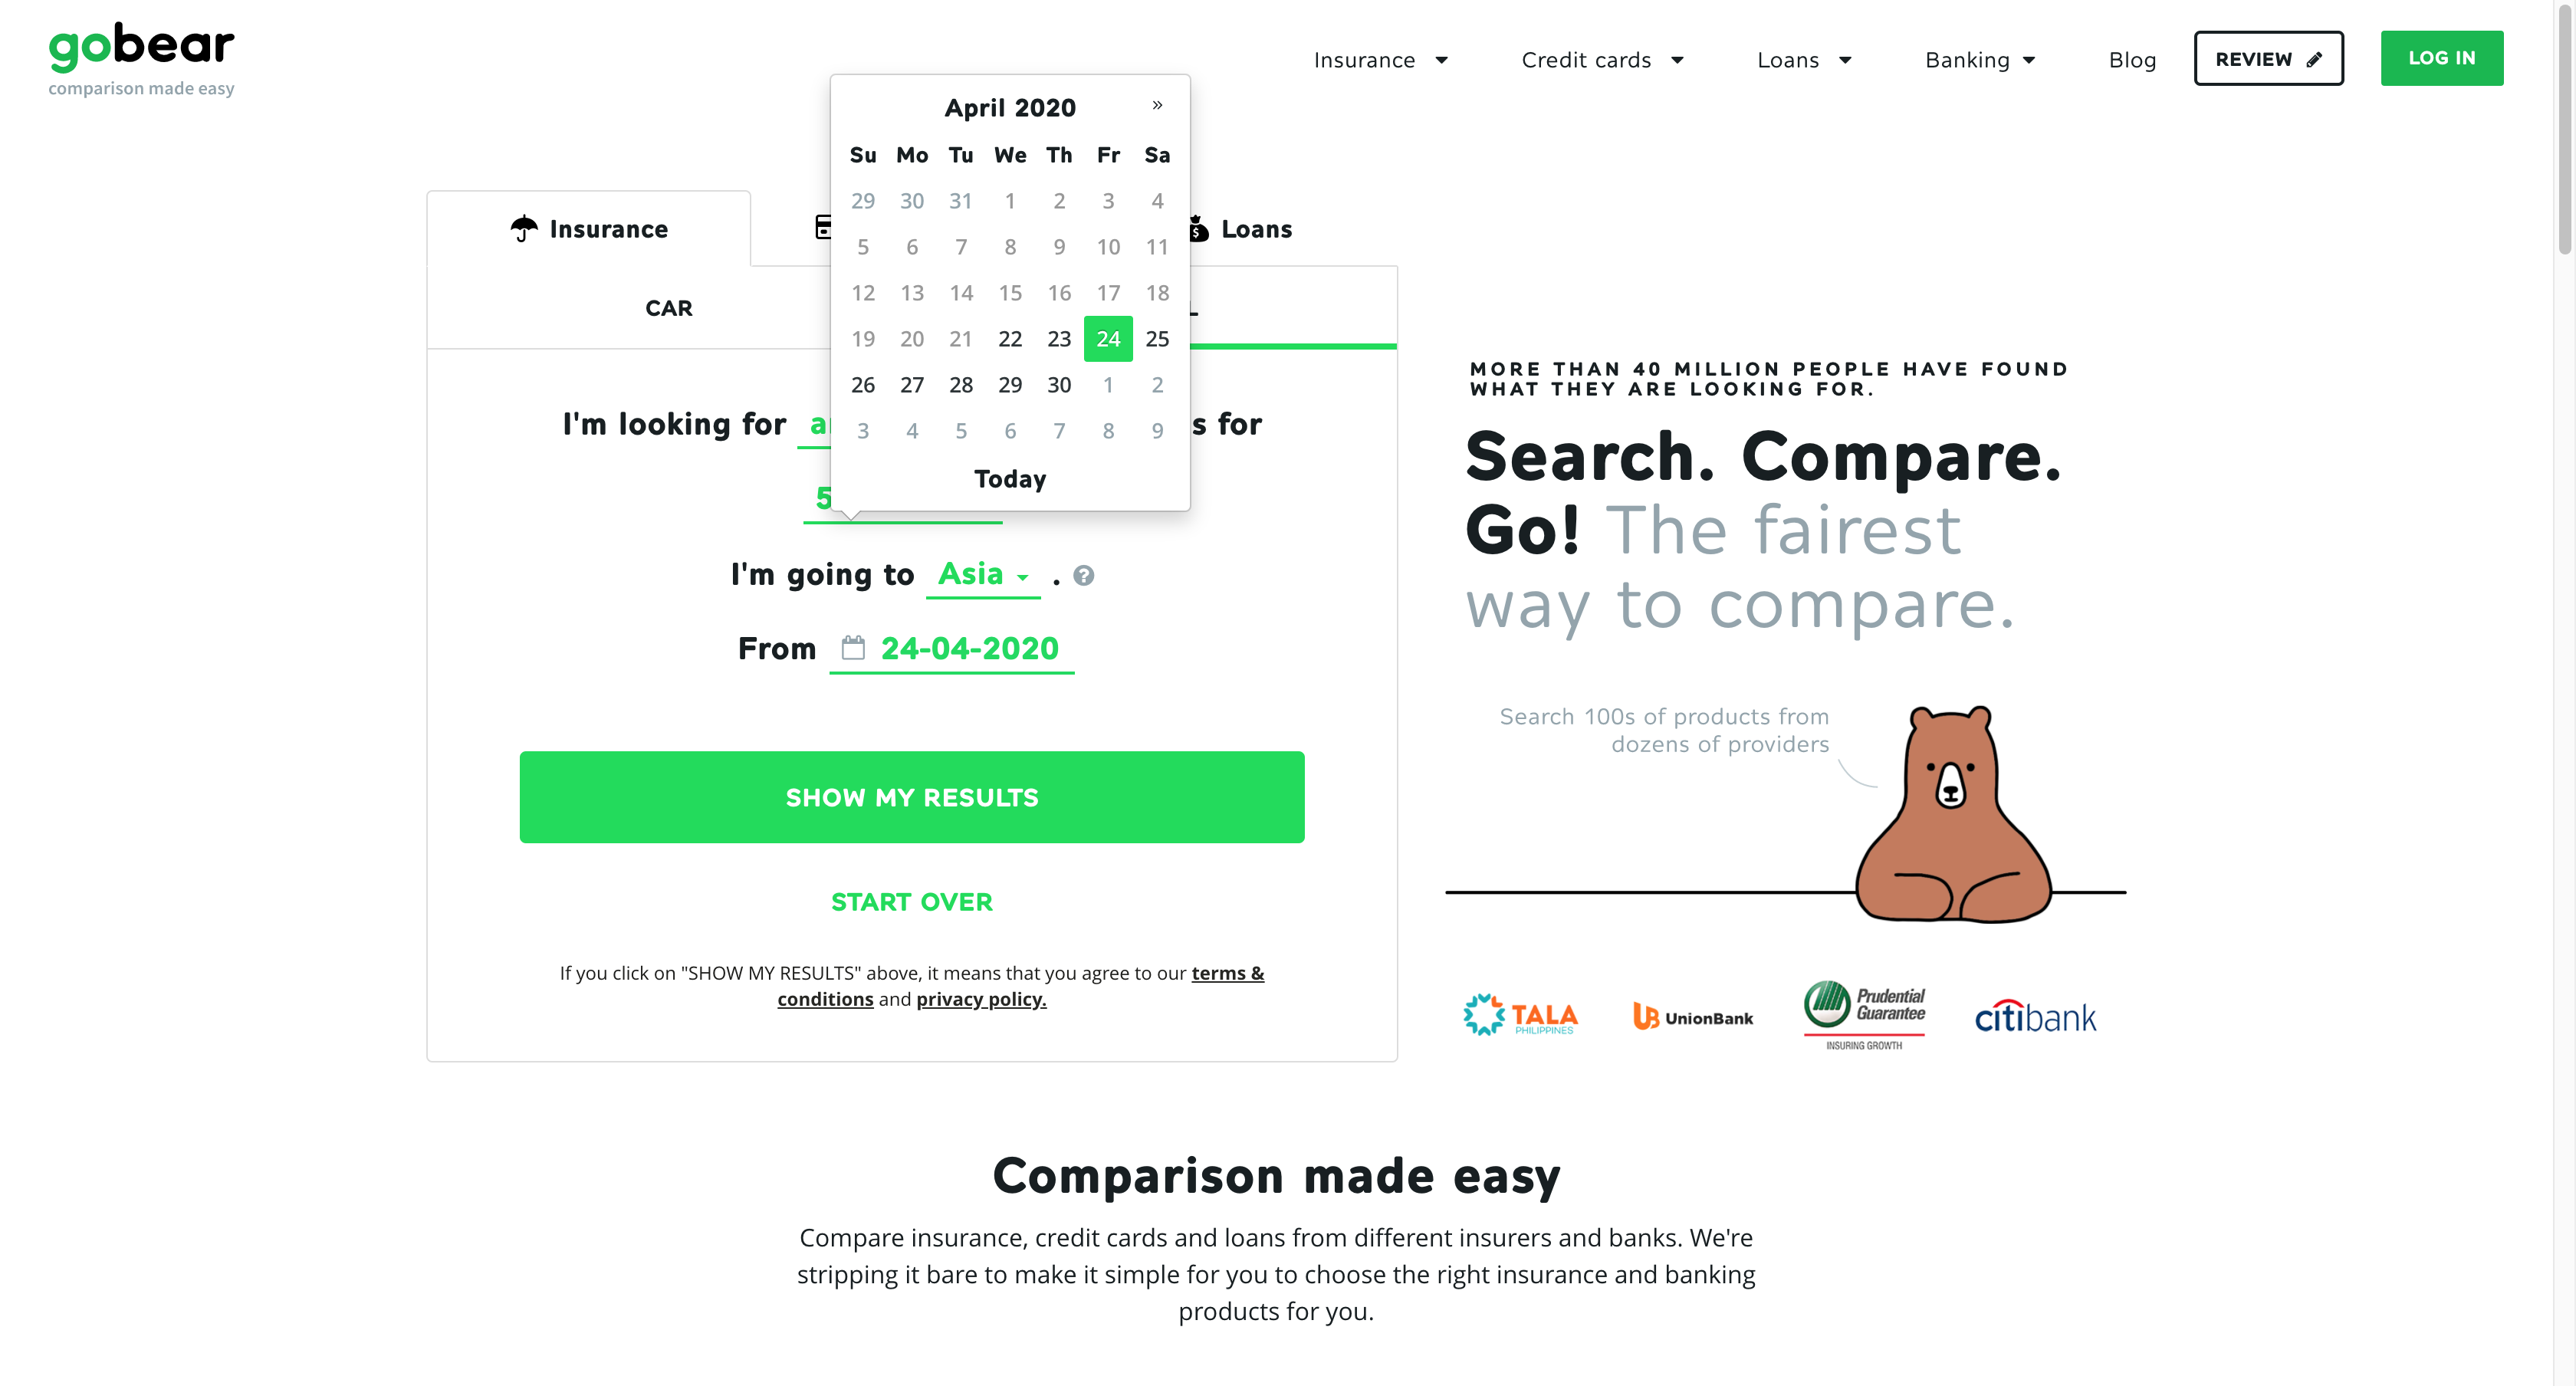 gobear
comparison made easy
Insurance
Credit cards
Loans
Banking
Blog
REVIEW
LOG IN
April 2020 »
Su Mo Tu We Th Fr Sa
29 30 31 1 2 3 4
5 6 7 8 9 10 11
12 13 14 15 16 17 18
19 20 21 22 23 24 25
26 27 28 29 30 1 2
3 4 5 6 7 8 9
Today
Insurance
Loans
CAR
I'm looking for
s for
5
I'm going to Asia . ?
From 24-04-2020
SHOW MY RESULTS
START OVER
If you click on "SHOW MY RESULTS" above, it means that you agree to our terms &
conditions and privacy policy.
MORE THAN 40 MILLION PEOPLE HAVE FOUND
WHAT THEY ARE LOOKING FOR.
Search. Compare.
Go! The fairest
way to compare.
Search 100s of products from
dozens of providers
TALA
PHILIPPINES
UB UnionBank
Prudential
Guarantee
INSURING GROWTH
citibank
Comparison made easy
Compare insurance, credit cards and loans from different insurers and banks. We're
stripping it bare to make it simple for you to choose the right insurance and banking
products for you.